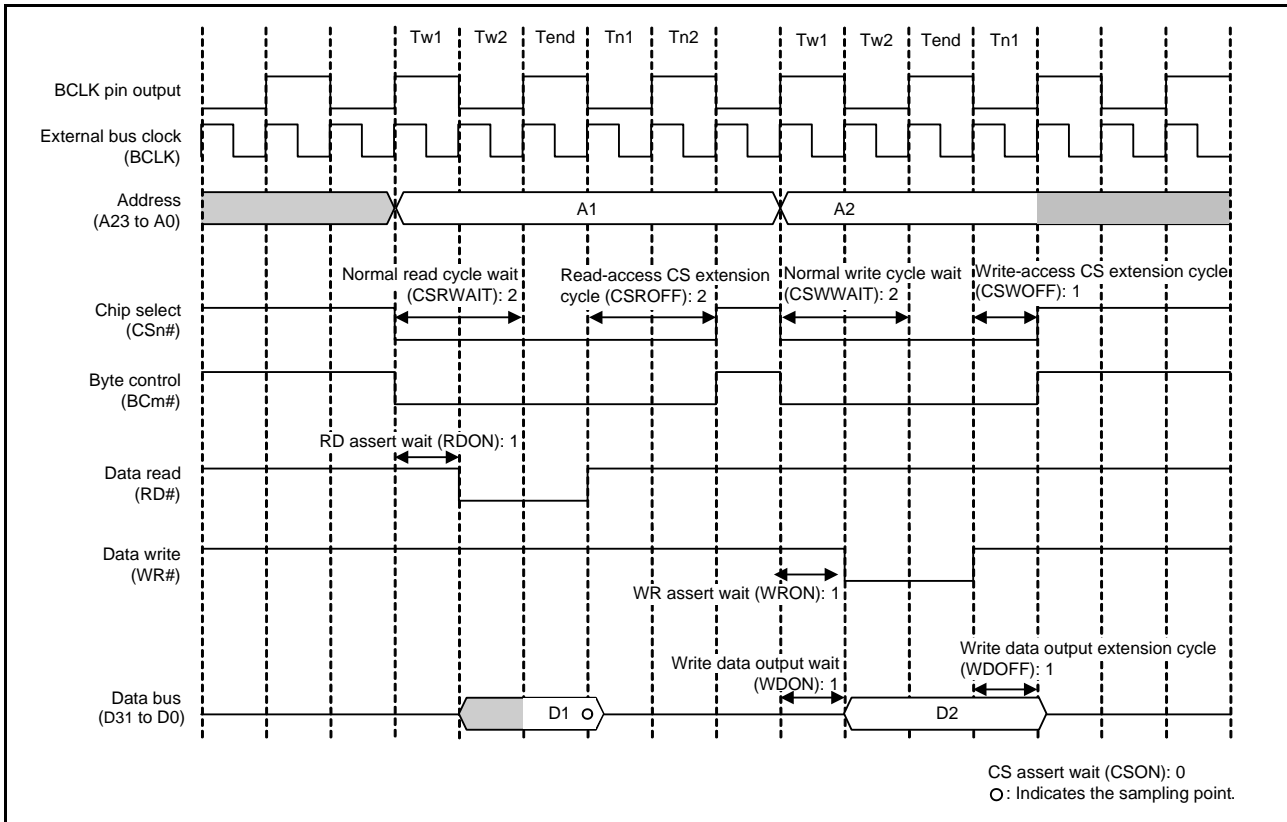 Tw1 Tw2 Tend Tn1 Tn2 Tw1 Tw2 Tend Tn1
BCLK pin output
External bus clock
(BCLK)
Address
(A23 to A0)
A1 A2
Normal read cycle wait
(CSRWAIT): 2
Read-access CS extension
cycle (CSROFF): 2
Normal write cycle wait
(CSWWAIT): 2
Write-access CS extension cycle
(CSWOFF): 1
Chip select
(CSn#)
Byte control
(BCm#)
RD assert wait (RDON): 1
Data read
(RD#)
Data write
(WR#)
WR assert wait (WRON): 1
Write data output wait
(WDON): 1
Write data output extension cycle
(WDOFF): 1
Data bus
(D31 to D0)
D1 D2
CS assert wait (CSON): 0
: Indicates the sampling point.